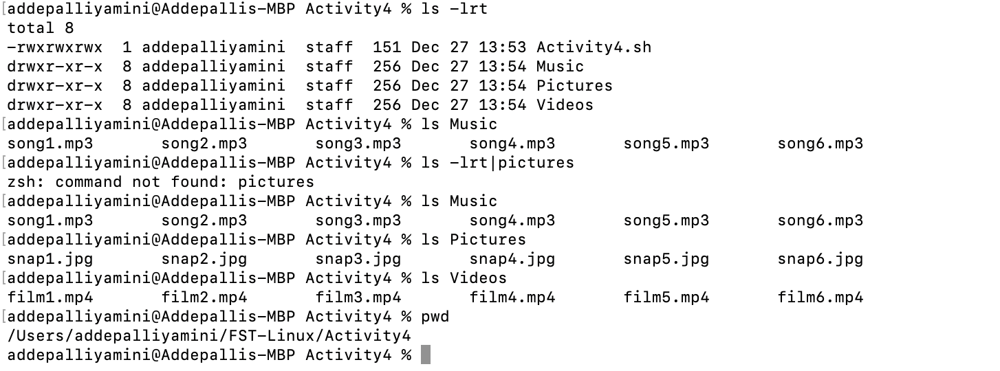 [addepalliyamini@Addepallis-MBP Activity4 % ls -lrt
total 8
-rwxrwxrwx  1 addepalliyamini  staff  151 Dec 27 13:53 Activity4.sh
drwxr-xr-x  8 addepalliyamini  staff  256 Dec 27 13:54 Music
drwxr-xr-x  8 addepalliyamini  staff  256 Dec 27 13:54 Pictures
drwxr-xr-x  8 addepalliyamini  staff  256 Dec 27 13:54 Videos
[addepalliyamini@Addepallis-MBP Activity4 % ls Music
song1.mp3       song2.mp3       song3.mp3       song4.mp3       song5.mp3       song6.mp3
[addepalliyamini@Addepallis-MBP Activity4 % ls -lrt|pictures
zsh: command not found: pictures
[addepalliyamini@Addepallis-MBP Activity4 % ls Music
song1.mp3       song2.mp3       song3.mp3       song4.mp3       song5.mp3       song6.mp3
[addepalliyamini@Addepallis-MBP Activity4 % ls Pictures
snap1.jpg       snap2.jpg       snap3.jpg       snap4.jpg       snap5.jpg       snap6.jpg
[addepalliyamini@Addepallis-MBP Activity4 % ls Videos
film1.mp4       film2.mp4       film3.mp4       film4.mp4       film5.mp4       film6.mp4
[addepalliyamini@Addepallis-MBP Activity4 % pwd
/Users/addepalliyamini/FST-Linux/Activity4
addepalliyamini@Addepallis-MBP Activity4 %